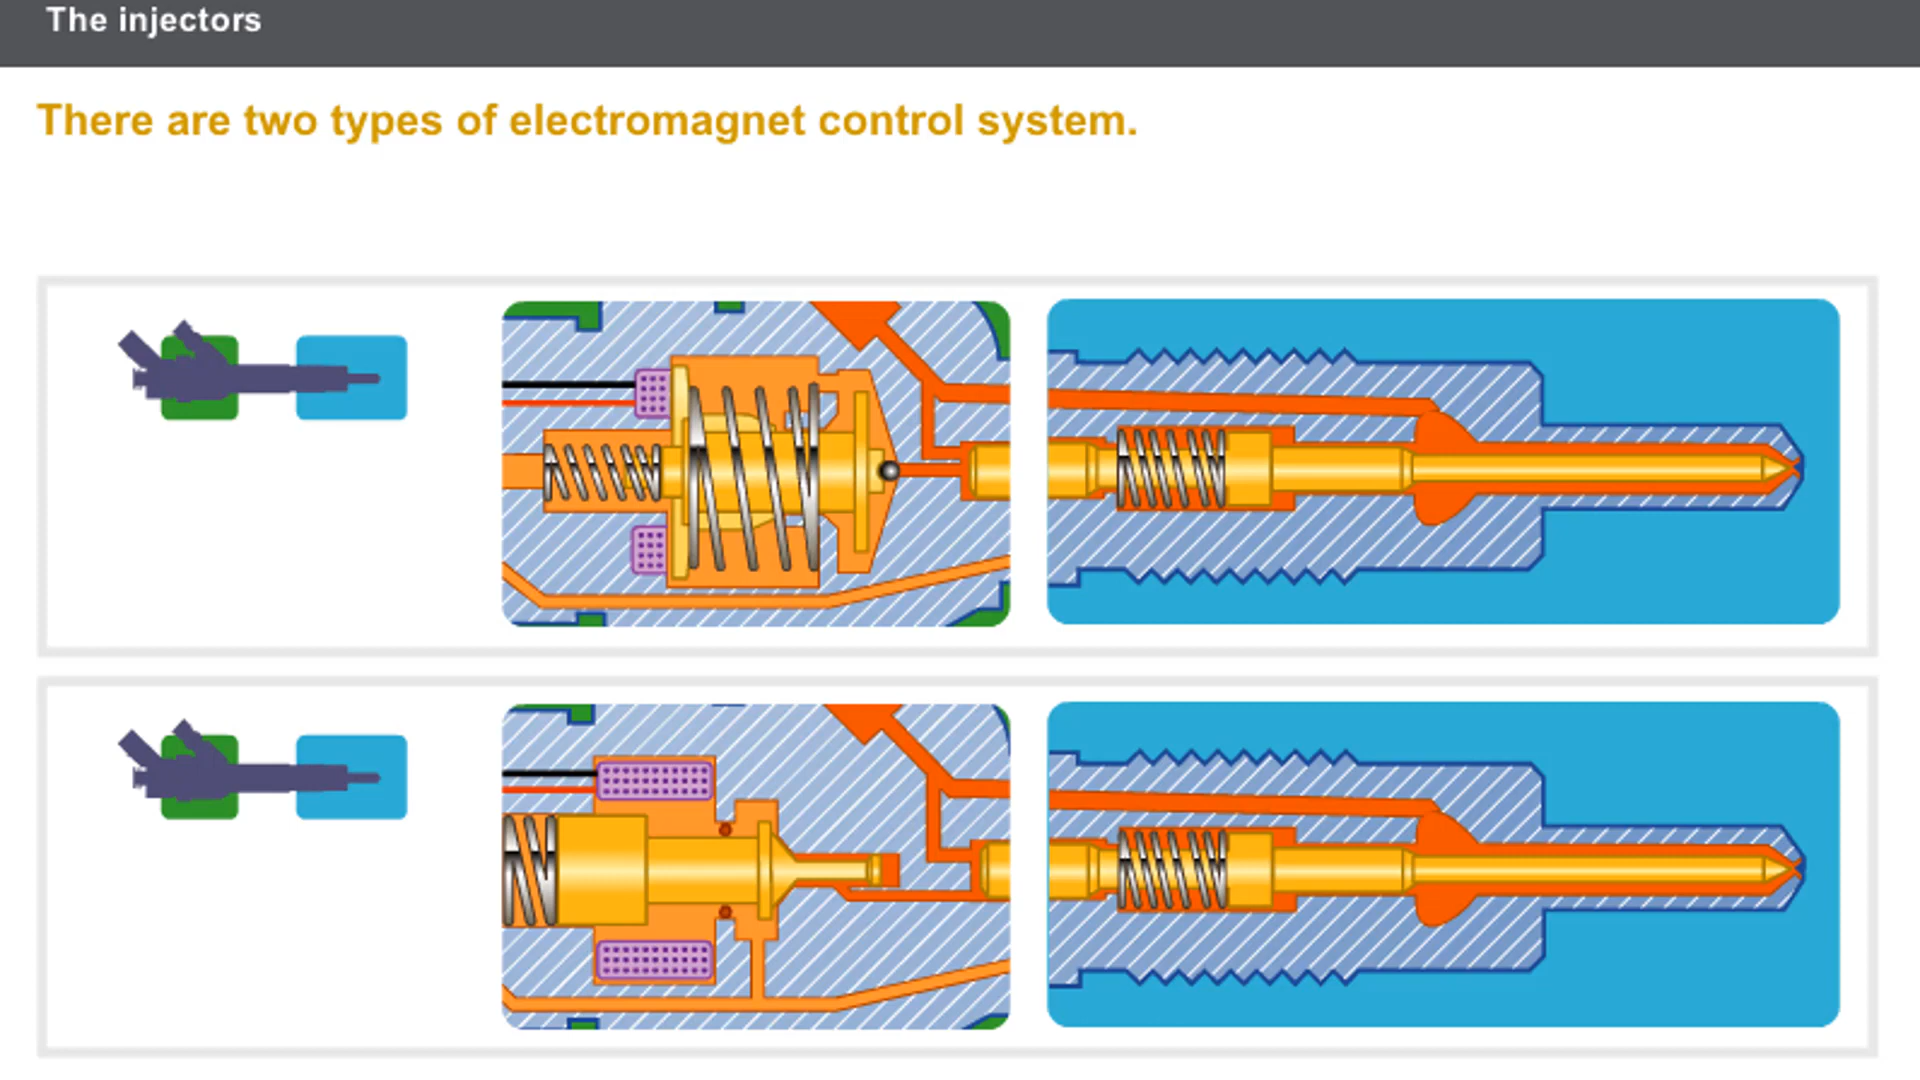 The injectors
There are two types of electromagnet control system.